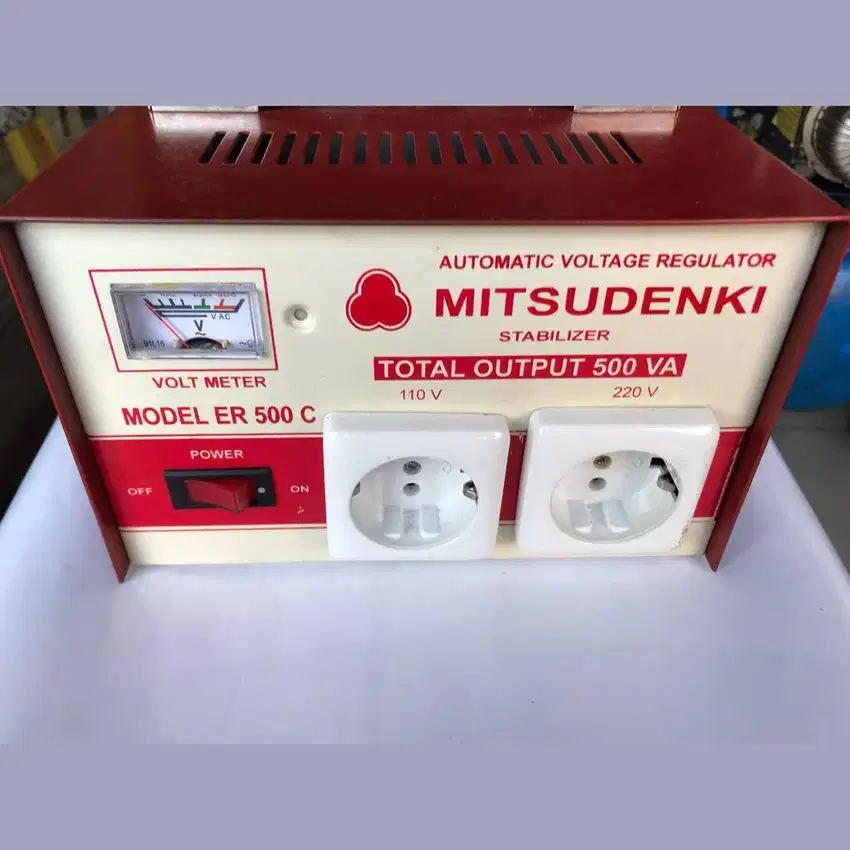 AUTOMATIC VOLTAGE REGULATOR
MITSUDENKI
STABILIZER
TOTAL OUTPUT 500 VA
110 V
220 V
V AC
V
~
91L16
VOLT METER
MODEL ER 500 C
POWER
OFF
ON